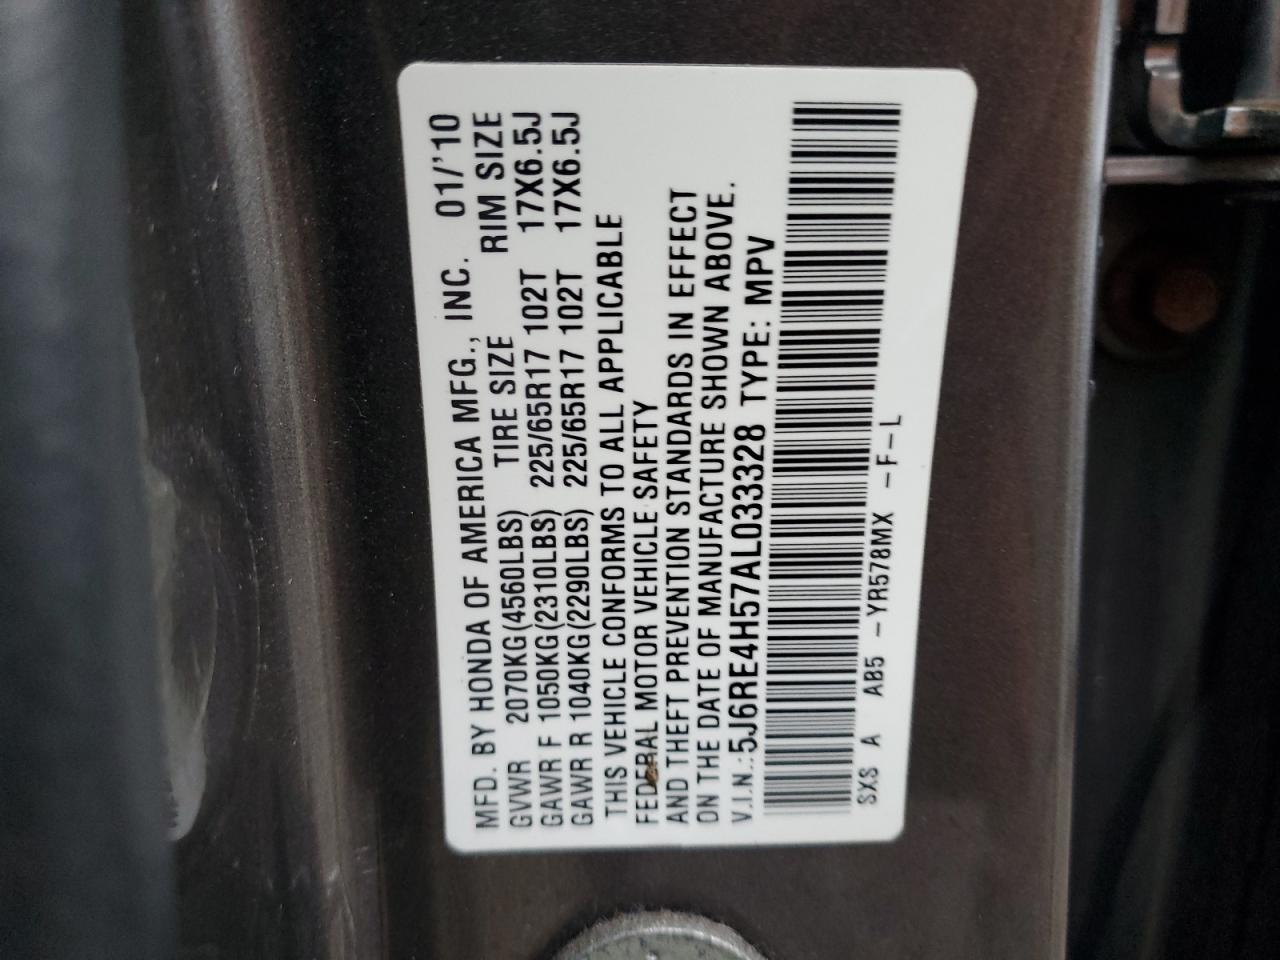 MFD. BY HONDA OF AMERICA MFG., INC. 01/'10
GVWR 2070KG(4560LBS) TIRE SIZE RIM SIZE
GAWR F 1050KG(2310LBS) 225/65R17 102T 17X6.5J
GAWR R 1040KG(2290LBS) 225/65R17 102T 17X6.5J
THIS VEHICLE CONFORMS TO ALL APPLICABLE
FEDERAL MOTOR VEHICLE SAFETY
AND THEFT PREVENTION STANDARDS IN EFFECT
ON THE DATE OF MANUFACTURE SHOWN ABOVE.
V.I.N.: 5J6RE4H57AL033328 TYPE: MPV
SXS A AB5 -YR578MX -F-L